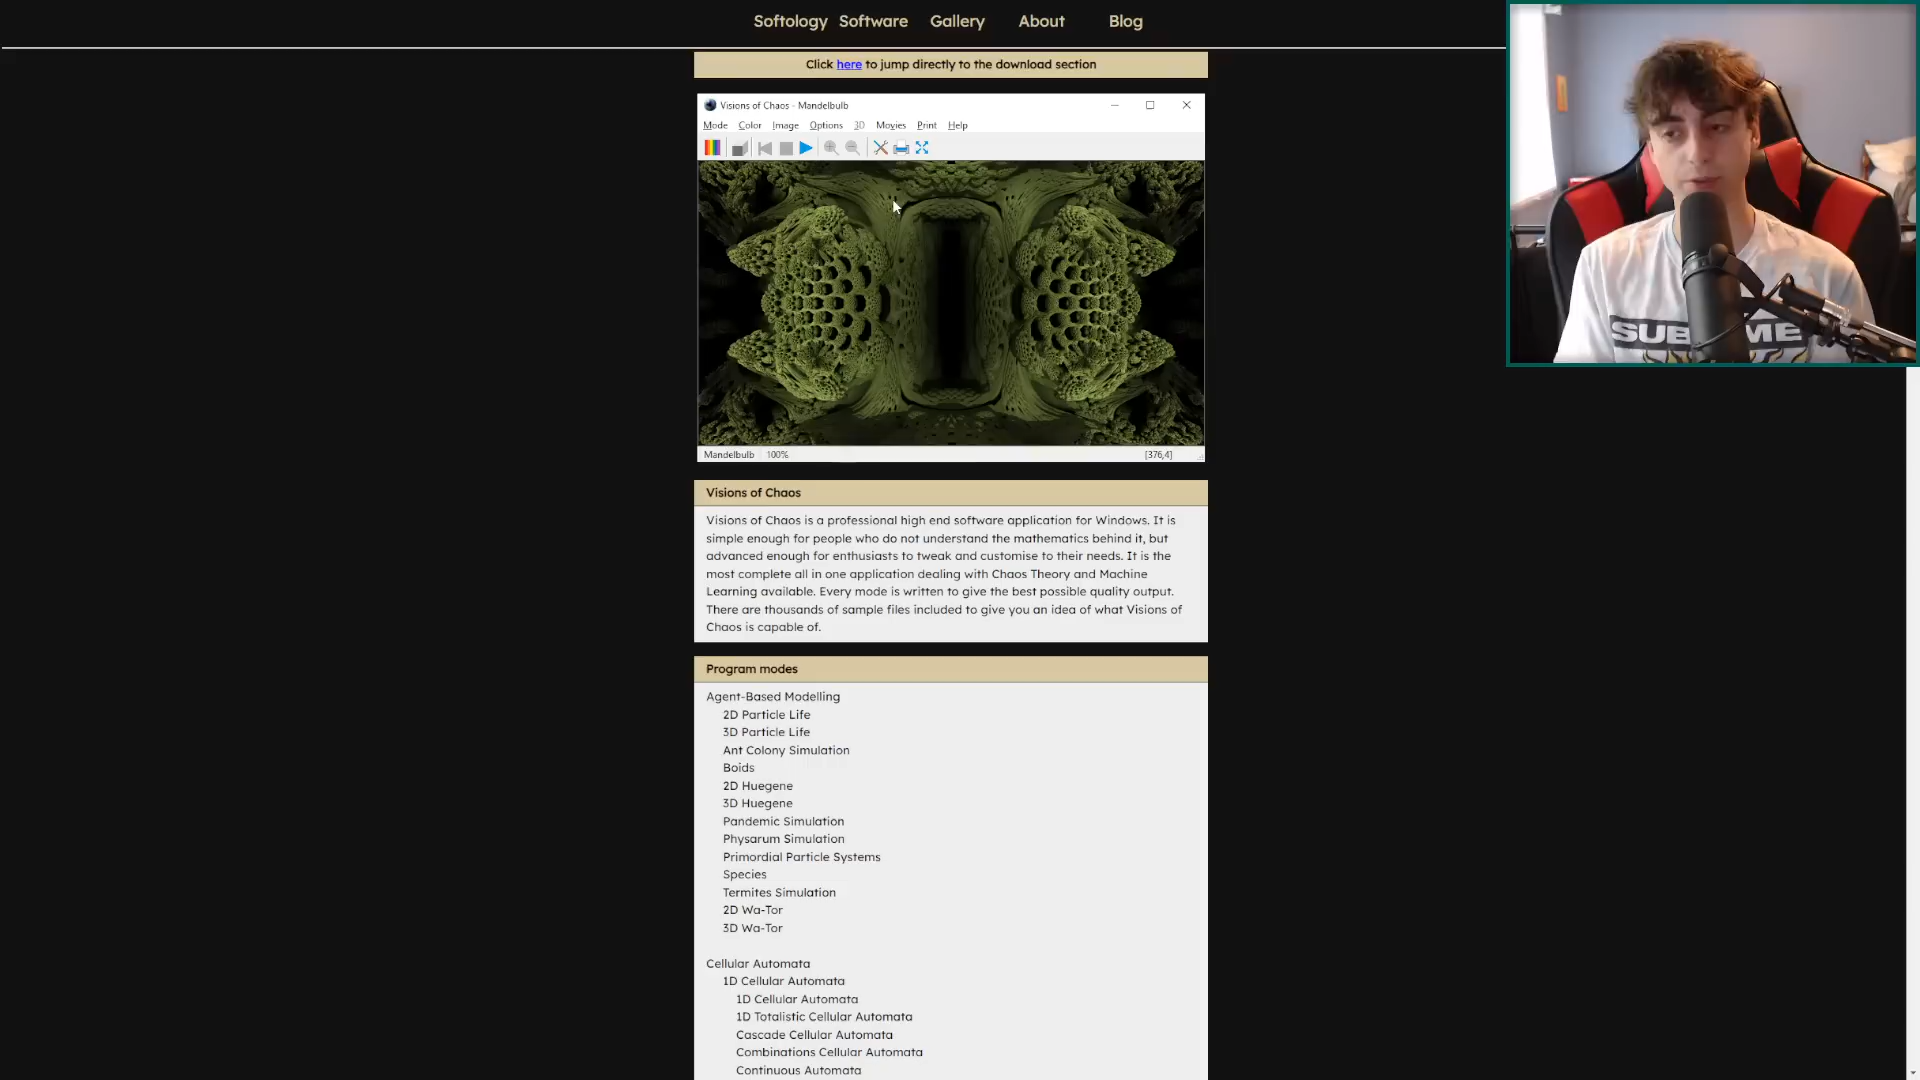 Softology Software Gallery About Blog
Click here to jump directly to the download section
Visions of Chaos - Mandelbulb
Mode Color Image Options 3D Movies Print Help
Mandelbulb 100% [376,4]
Visions of Chaos
Visions of Chaos is a professional high end software application for Windows. It is
simple enough for people who do not understand the mathematics behind it, but
advanced enough for enthusiasts to tweak and customise to their needs. It is the
most complete all in one application dealing with Chaos Theory and Machine
Learning available. Every mode is written to give the best possible quality output.
There are thousands of sample files included to give you an idea of what Visions of
Chaos is capable of.
Program modes
Agent-Based Modelling
2D Particle Life
3D Particle Life
Ant Colony Simulation
Boids
2D Huegene
3D Huegene
Pandemic Simulation
Physarum Simulation
Primordial Particle Systems
Species
Termites Simulation
2D Wa-Tor
3D Wa-Tor
Cellular Automata
1D Cellular Automata
1D Cellular Automata
1D Totalistic Cellular Automata
Cascade Cellular Automata
Combinations Cellular Automata
Continuous Automata